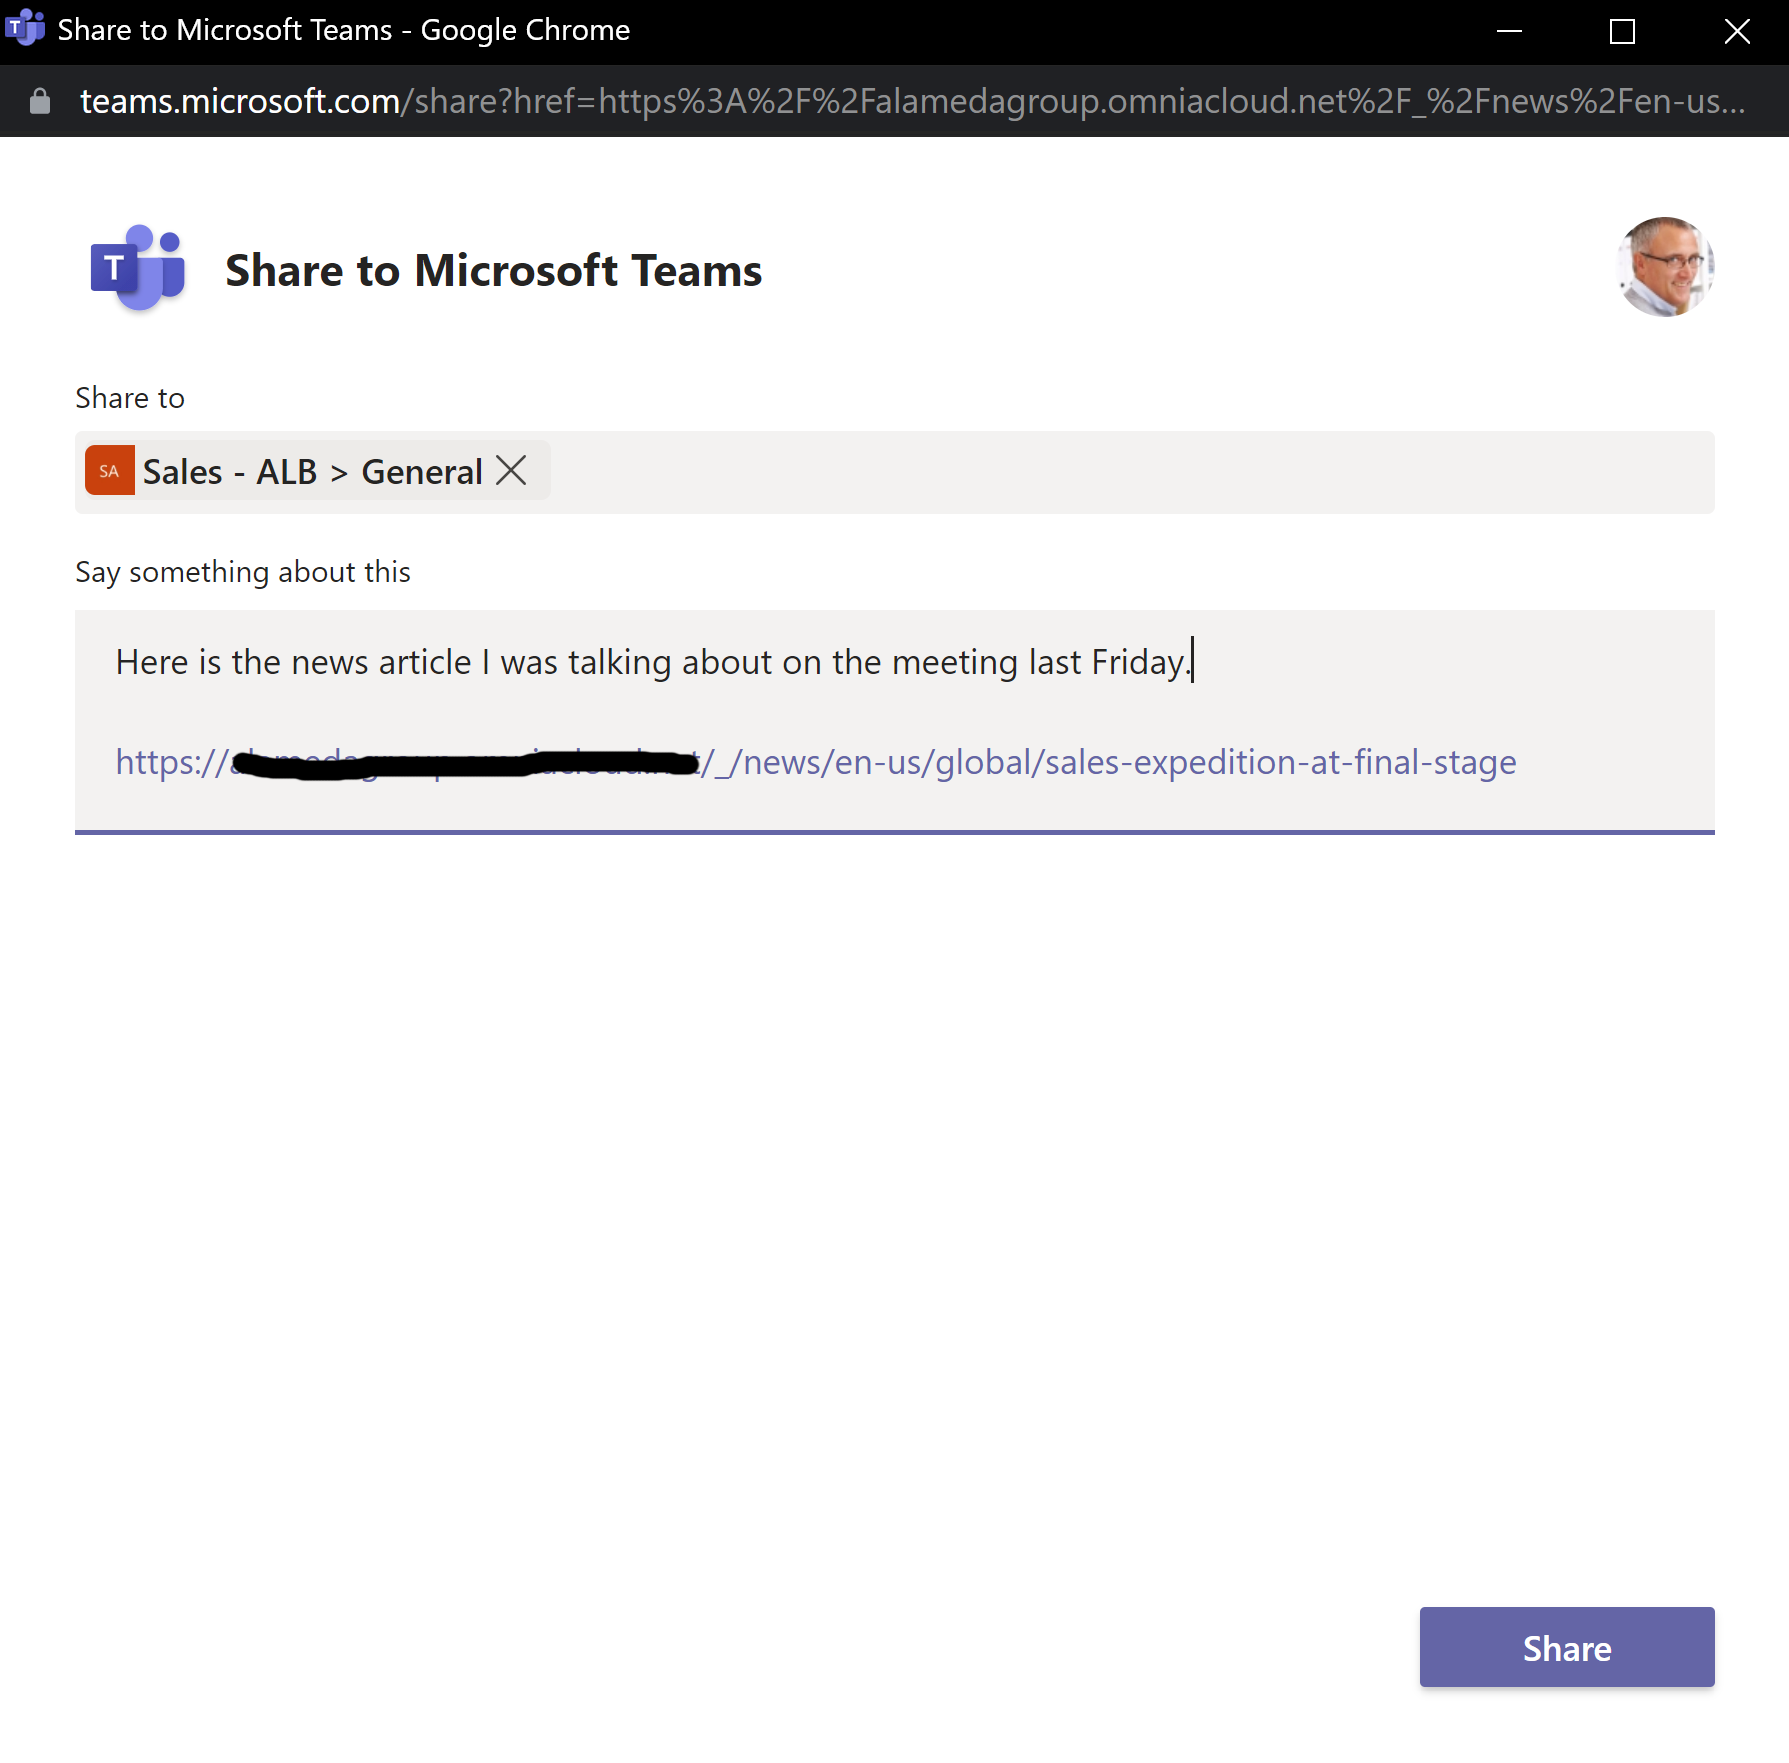 Share to Microsoft Teams - Google Chrome
teams.microsoft.com/share?href=https%3A%2F%2Falamedagroup.omniacloud.net%2F_%2Fnews%2Fen-us...
T
Share to Microsoft Teams
Share to
SA Sales - ALB > General
Say something about this
Here is the news article I was talking about on the meeting last Friday.
https:// /_/news/en-us/global/sales-expedition-at-final-stage
Share